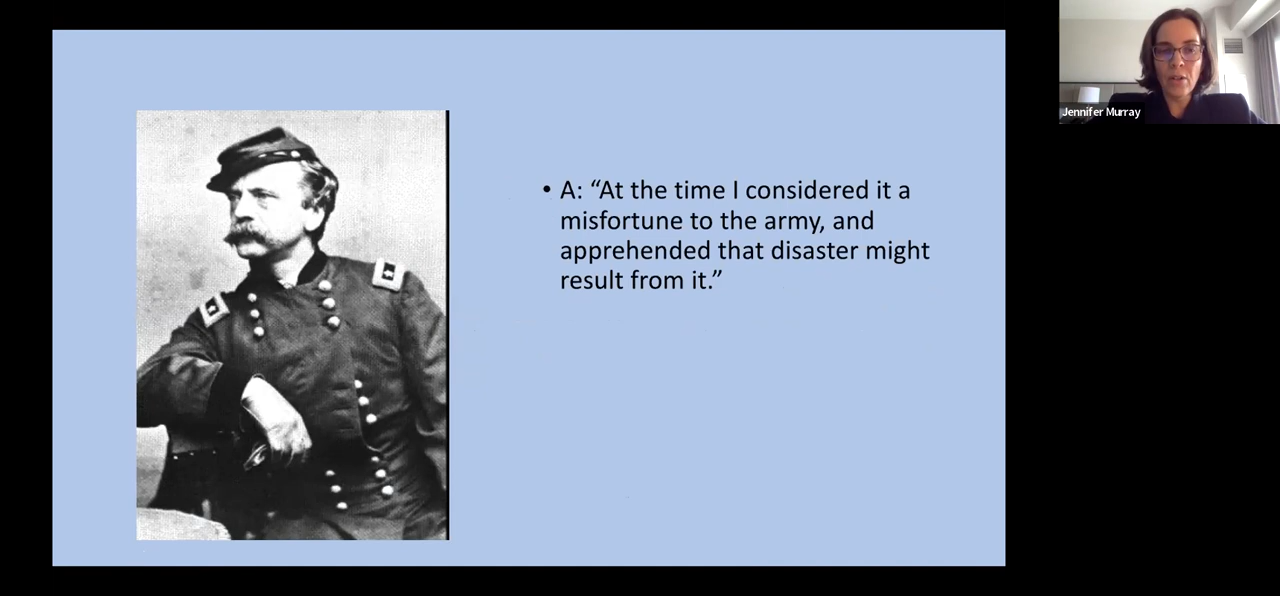 • A: “At the time I considered it a
misfortune to the army, and
apprehended that disaster might
result from it.”
Jennifer Murray